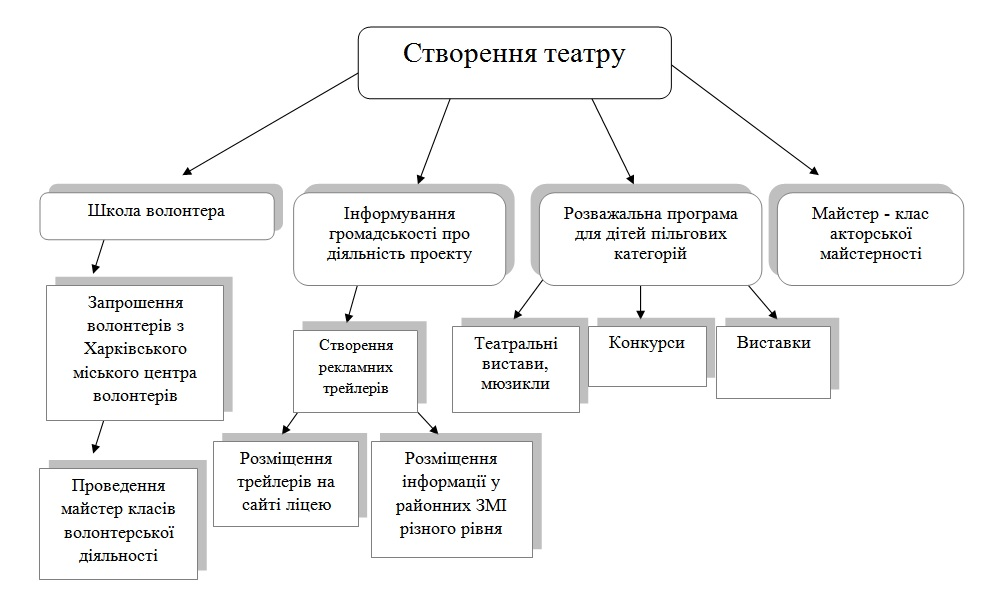 Створення театру
Школа волонтера
Інформування
громадськості про
діяльність проекту
Розважальна програма
для дітей пільгових
категорій
Майстер - клас
акторської
майстерності
Запрошення
волонтерів з
Харківського
міського центра
волонтерів
Створення
рекламних
трейлерів
Театральні
вистави,
мюзикли
Конкурси
Виставки
Проведення
майстер класів
волонтерської
діяльності
Розміщення
трейлерів на
сайті ліцею
Розміщення
інформації у
районних ЗМІ
різного рівня